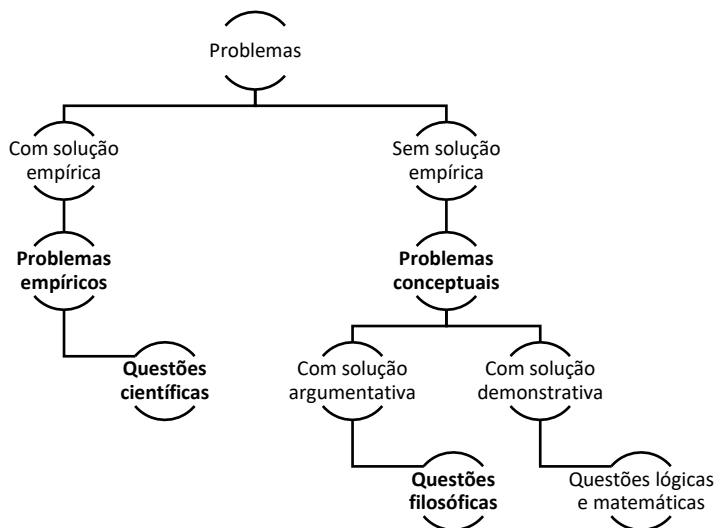 Problemas
Com solução
empírica
Sem solução
empírica
Problemas
empíricos
Problemas
conceptuais
Questões
científicas
Com solução
argumentativa
Com solução
demonstrativa
Questões
filosóficas
Questões lógicas
e matemáticas